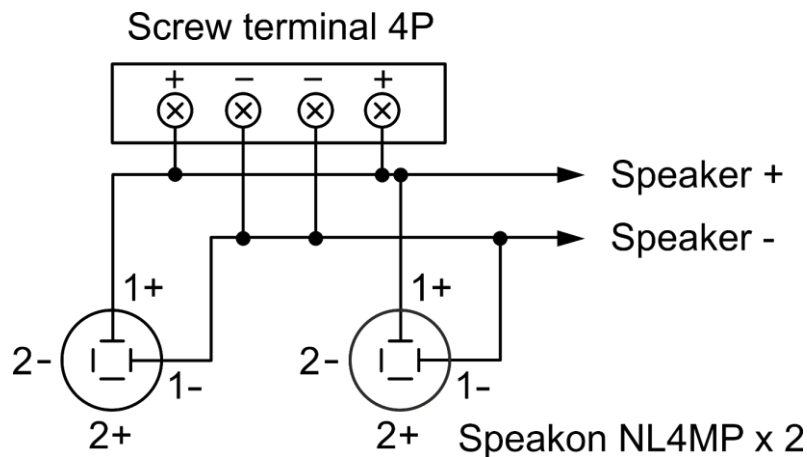 Screw terminal 4P
+ − − +
Speaker +
Speaker -
1+ 1+
2- 1- 2- 1-
2+ 2+
Speakon NL4MP x 2